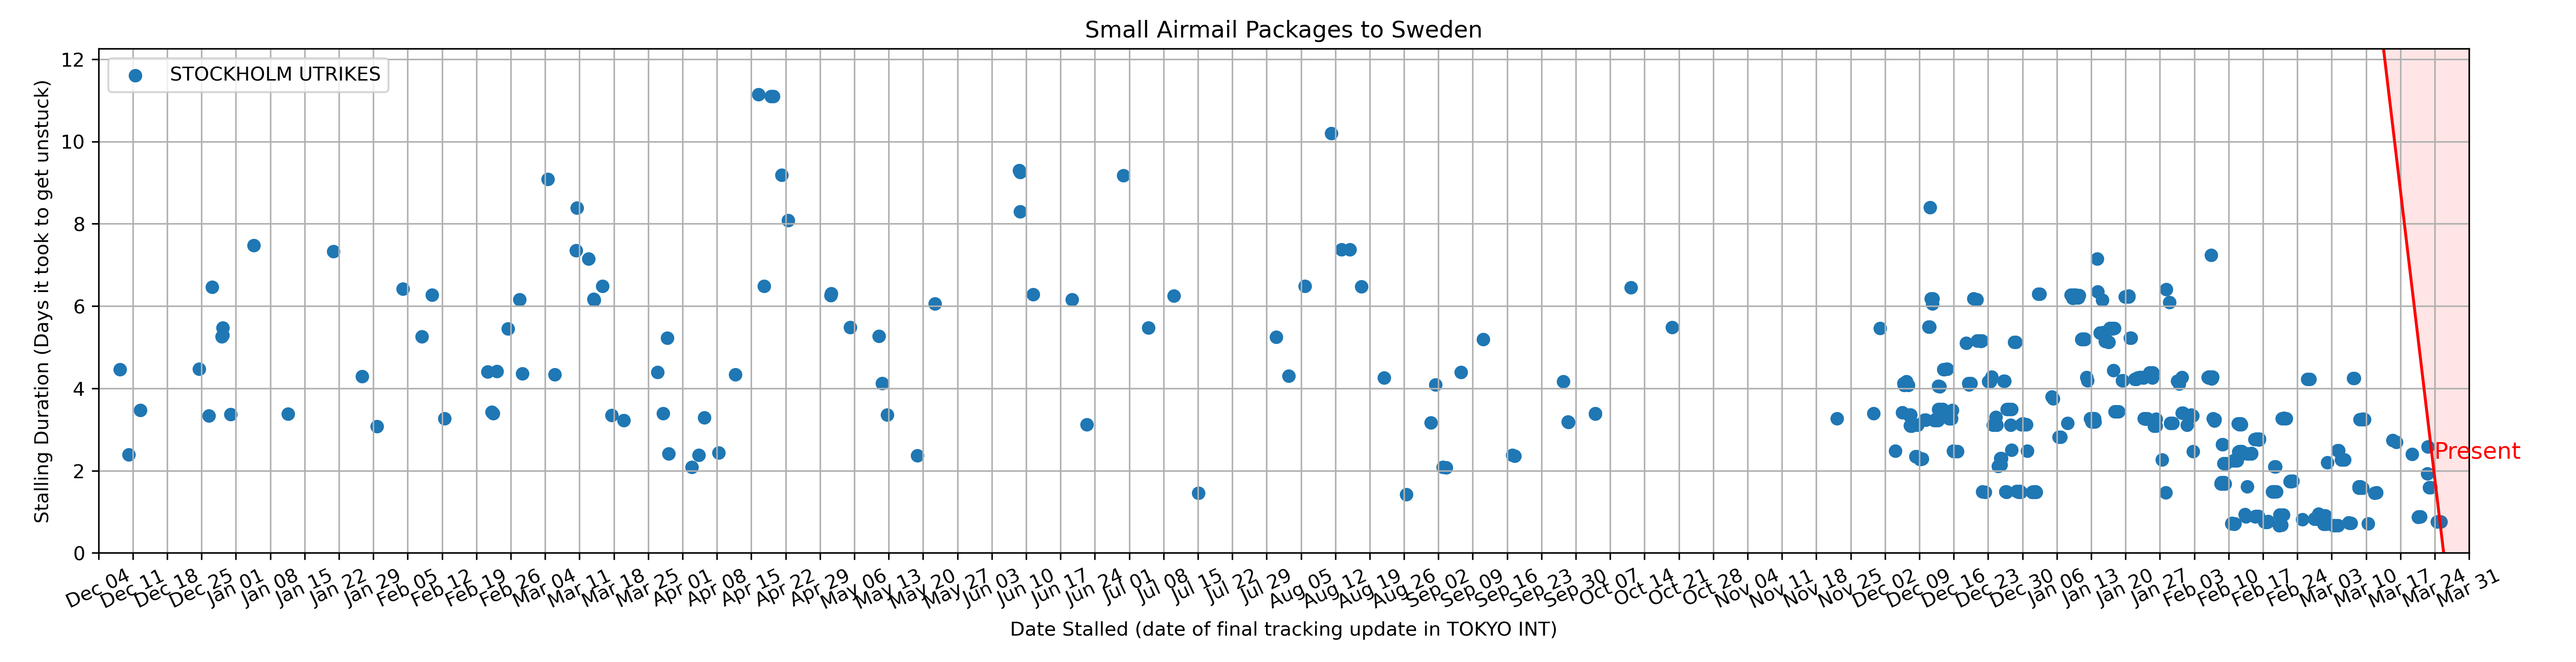 Small Airmail Packages to Sweden
STOCKHOLM UTRIKES
Stalling Duration (Days it took to get unstuck)
12
10
8
6
4
2
0
Present
Dec 04
Dec 11
Dec 18
Dec 25
Jan 01
Jan 08
Jan 15
Jan 22
Jan 29
Feb 05
Feb 12
Feb 19
Feb 26
Mar 04
Mar 11
Mar 18
Mar 25
Apr 01
Apr 08
Apr 15
Apr 22
Apr 29
May 06
May 13
May 20
May 27
Jun 03
Jun 10
Jun 17
Jun 24
Jul 01
Jul 08
Jul 15
Jul 22
Jul 29
Aug 05
Aug 12
Aug 19
Aug 26
Sep 02
Sep 09
Sep 16
Sep 23
Sep 30
Oct 07
Oct 14
Oct 21
Oct 28
Nov 04
Nov 11
Nov 18
Nov 25
Dec 02
Dec 09
Dec 16
Dec 23
Dec 30
Jan 06
Jan 13
Jan 20
Jan 27
Feb 03
Feb 10
Feb 17
Feb 24
Mar 03
Mar 10
Mar 17
Mar 24
Mar 31
Date Stalled (date of final tracking update in TOKYO INT)